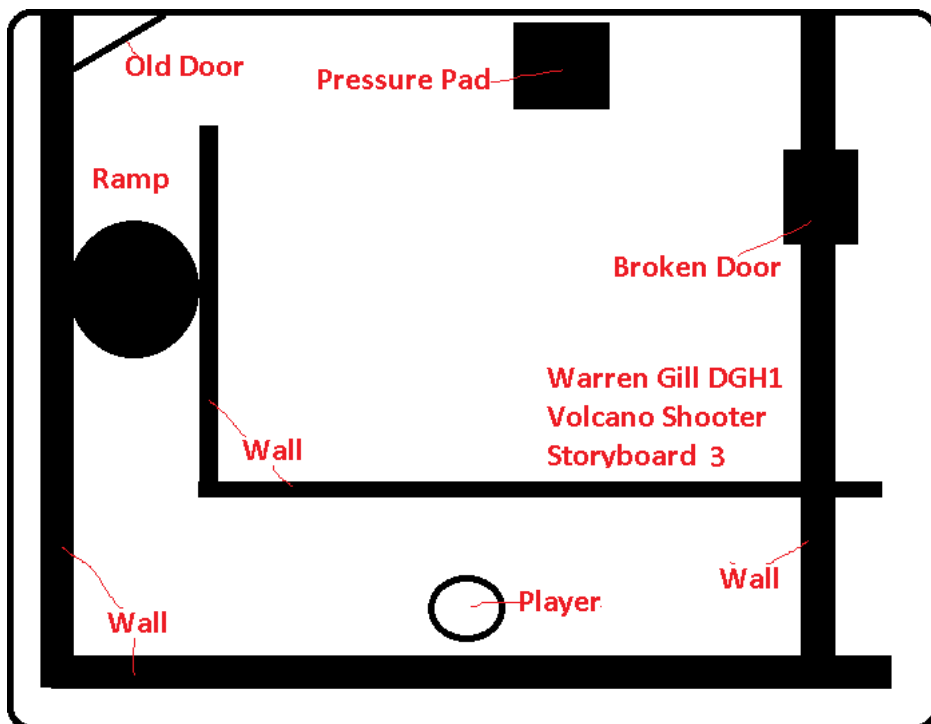 Old Door
Pressure Pad
Ramp
Broken Door
Warren Gill DGH1
Volcano Shooter
Storyboard 3
Wall
Wall
Player
Wall